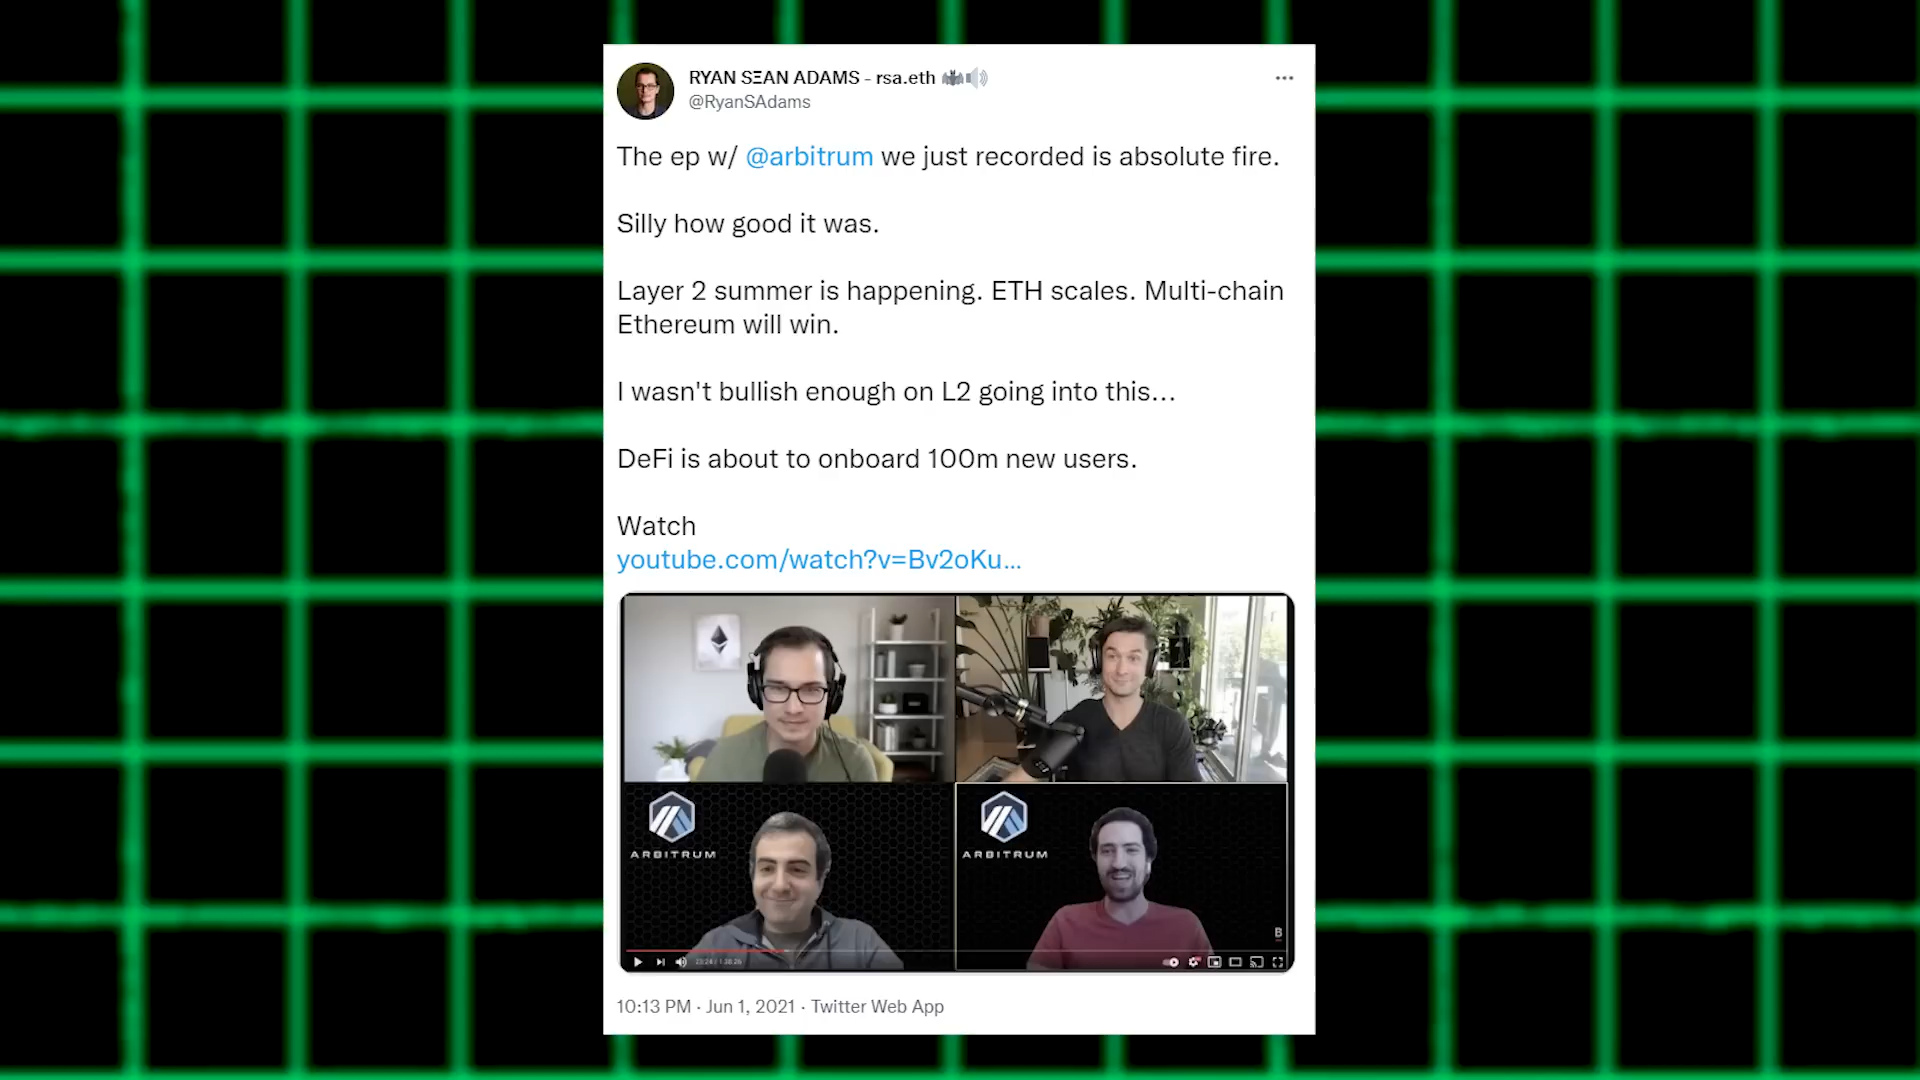 RYAN SΞAN ADAMS - rsa.eth 🦇🔊
@RyanSAdams
The ep w/ @arbitrum we just recorded is absolute fire.
Silly how good it was.
Layer 2 summer is happening. ETH scales. Multi-chain
Ethereum will win.
I wasn't bullish enough on L2 going into this...
DeFi is about to onboard 100m new users.
Watch
youtube.com/watch?v=Bv2oKu...
ARBITRUM
ARBITRUM
B
10:13 PM · Jun 1, 2021 · Twitter Web App